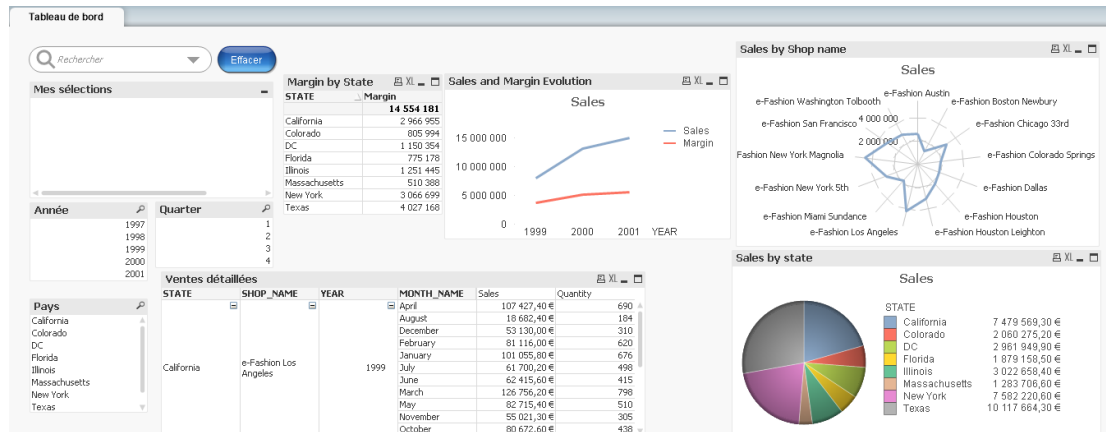 Tableau de bord
Rechercher
Effacer
Mes sélections
Année
1997
1998
1999
2000
2001
Quarter
1
2
3
4
Pays
California
Colorado
DC
Florida
Illinois
Massachusetts
New York
Texas
Margin by State XL
STATE Margin
14 554 181
California 2 966 955
Colorado 805 994
DC 1 150 354
Florida 775 178
Illinois 1 251 445
Massachusetts 510 388
New York 3 066 699
Texas 4 027 168
Sales and Margin Evolution XL
Sales
15 000 000
10 000 000
5 000 000
0
1999 2000 2001 YEAR
Sales
Margin
Sales by Shop name XL
Sales
e-Fashion Austin
e-Fashion Washington Tolbooth
e-Fashion Boston Newbury
e-Fashion San Francisco
4 000 000
e-Fashion Chicago 33rd
2 000 000
Fashion New York Magnolia
e-Fashion Colorado Springs
e-Fashion New York 5th
e-Fashion Dallas
e-Fashion Miami Sundance
e-Fashion Houston
e-Fashion Los Angeles
e-Fashion Houston Leighton
Ventes détaillées XL
STATE SHOP_NAME YEAR MONTH_NAME Sales Quantity
April 107 427,40 € 690
August 18 682,40 € 184
December 53 130,00 € 310
February 81 116,00 € 620
January 101 055,80 € 676
California e-Fashion Los Angeles 1999 July 61 700,20 € 498
June 62 415,60 € 415
March 126 756,20 € 798
May 82 715,40 € 510
November 55 021,30 € 305
October 80 672,60 € 438
Sales by state XL
Sales
STATE
California 7 479 569,30 €
Colorado 2 060 275,20 €
DC 2 961 949,90 €
Florida 1 879 158,50 €
Illinois 3 022 658,40 €
Massachusetts 1 283 706,60 €
New York 7 582 220,60 €
Texas 10 117 664,30 €